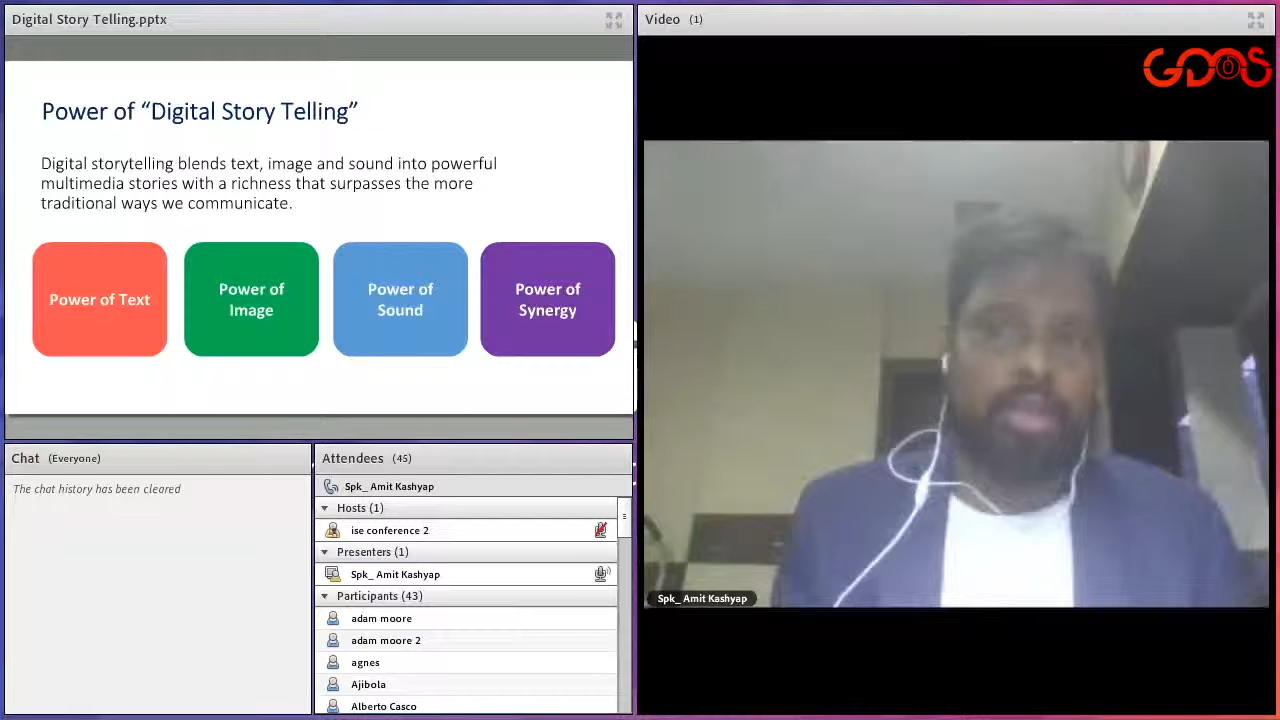 Digital Story Telling.pptx
Power of “Digital Story Telling”
Digital storytelling blends text, image and sound into powerful
multimedia stories with a richness that surpasses the more
traditional ways we communicate.
Power of Text
Power of
Image
Power of
Sound
Power of
Synergy
Chat (Everyone)
The chat history has been cleared
Attendees (45)
Spk_ Amit Kashyap
Hosts (1)
ise conference 2
Presenters (1)
Spk_ Amit Kashyap
Participants (43)
adam moore
adam moore 2
agnes
Ajibola
Alberto Casco
Video (1)
Spk_ Amit Kashyap